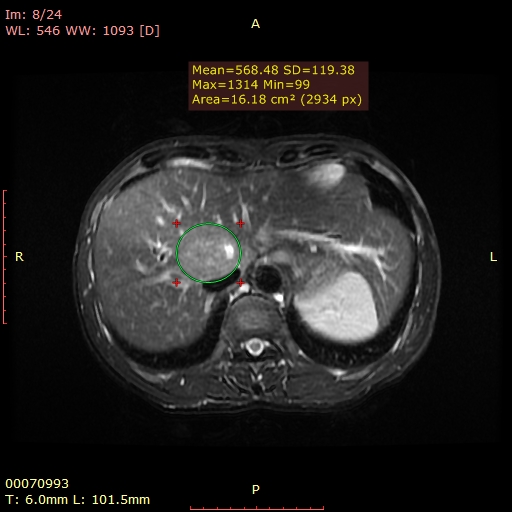 Im: 8/24
WL: 546 WW: 1093 [D]
A
Mean=568.48 SD=119.38
Max=1314 Min=99
Area=16.18 cm² (2934 px)
R
L
00070993
T: 6.0mm L: 101.5mm
P